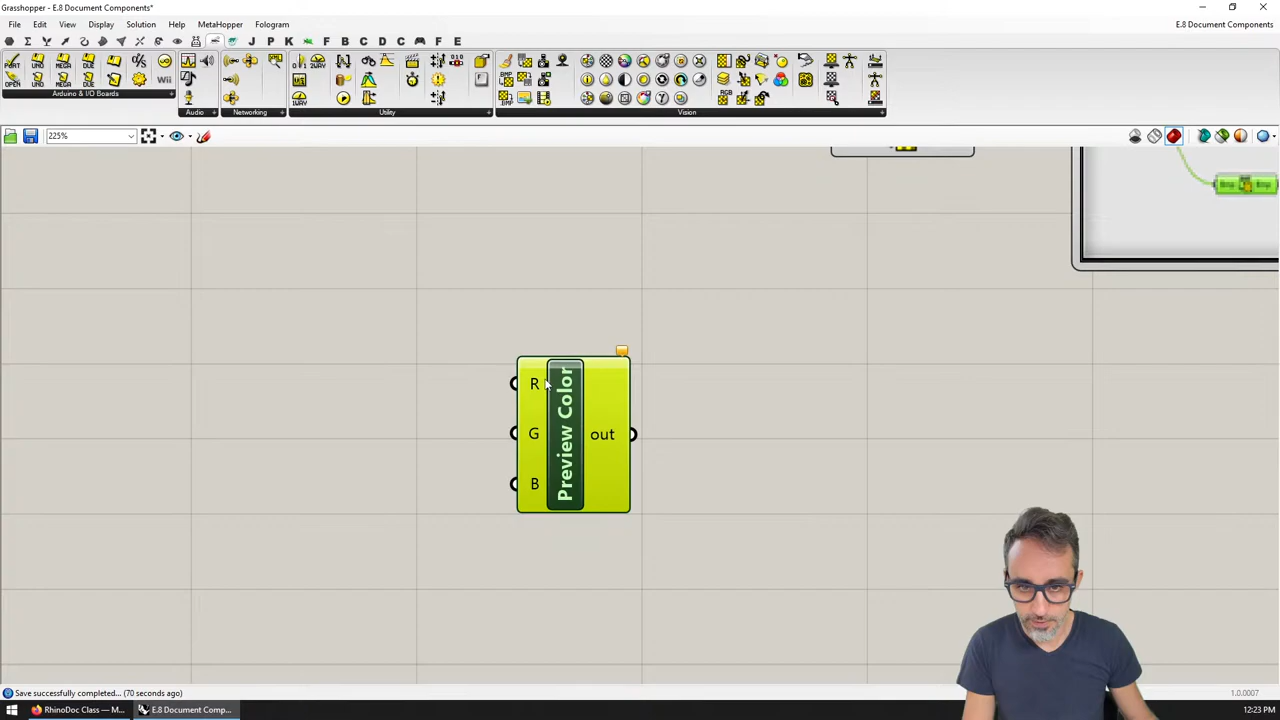 Grasshopper - E.8 Document Components*
File Edit View Display Solution Help MetaHopper Fologram
E.8 Document Components
J P K F B C D C F E
Arduino & I/O Boards
Audio
Networking
Utility
Vision
225%
R
G
B
Preview Color
out
Save successfully completed... (70 seconds ago)
1.0.0007
RhinoDoc Class — M...
E.8 Document Comp...
12:23 PM